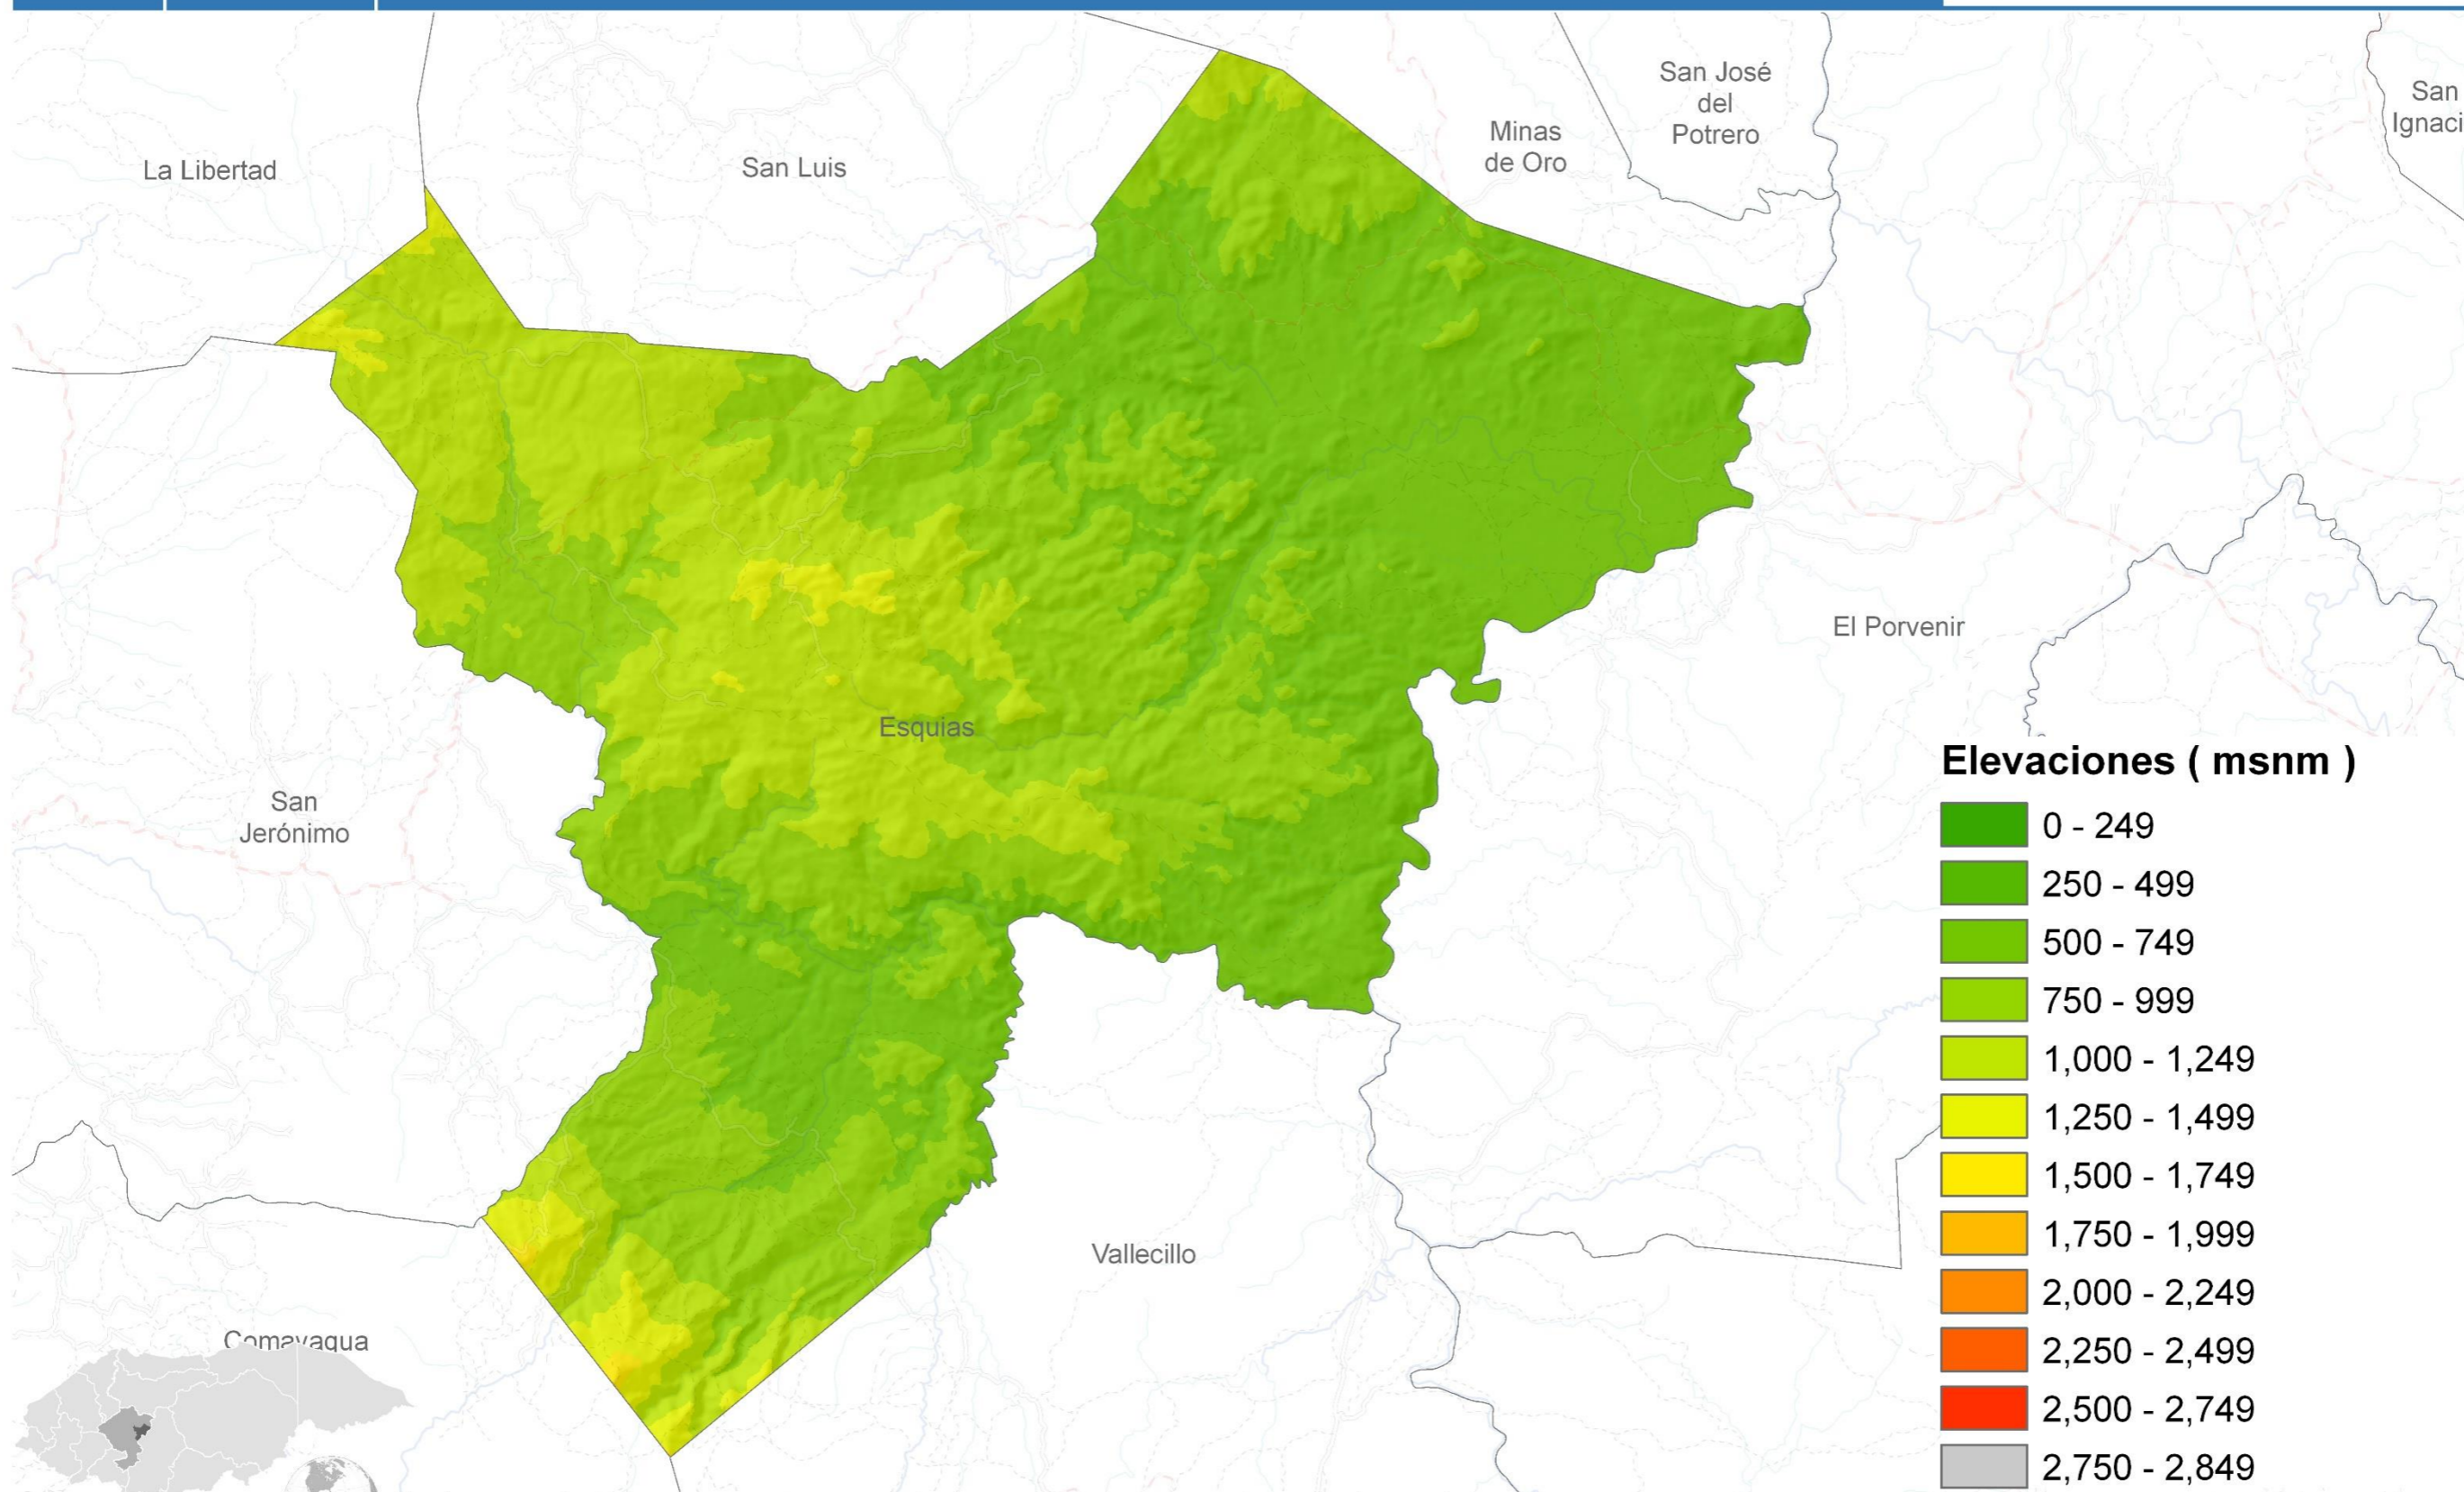 San José
del
Potrero
San
Ignaci
Minas
de Oro
La Libertad
San Luis
El Porvenir
Esquias
San
Jerónimo
Vallecillo
Comayagua
Elevaciones ( msnm )
0 - 249
250 - 499
500 - 749
750 - 999
1,000 - 1,249
1,250 - 1,499
1,500 - 1,749
1,750 - 1,999
2,000 - 2,249
2,250 - 2,499
2,500 - 2,749
2,750 - 2,849